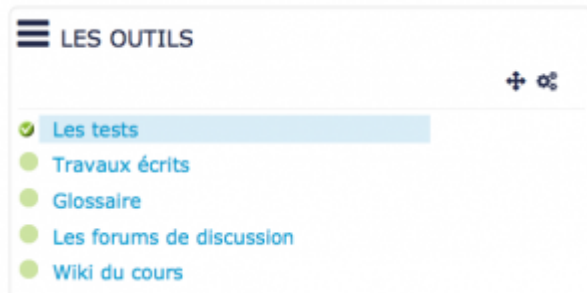 LES OUTILS
Les tests
Travaux écrits
Glossaire
Les forums de discussion
Wiki du cours